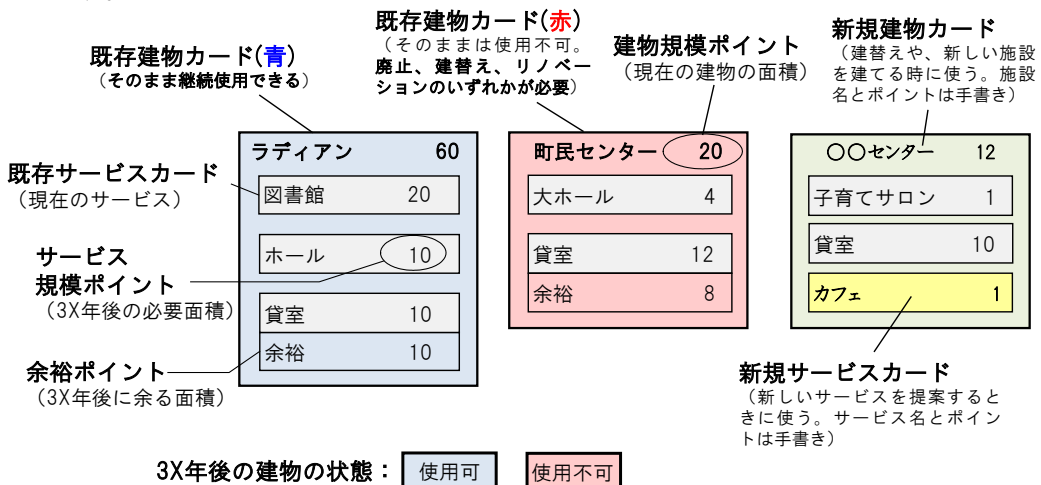 既存建物カード(青)
（そのまま継続使用できる）
既存建物カード(赤)
（そのままは使用不可。
廃止、建替え、リノベー
ションのいずれかが必要）
建物規模ポイント
（現在の建物の面積）
新規建物カード
（建替えや、新しい施設
を建てる時に使う。施設
名とポイントは手書き）
既存サービスカード
（現在のサービス）
サービス
規模ポイント
（3X年後の必要面積）
余裕ポイント
（3X年後に余る面積）
ラディアン 60
図書館 20
ホール 10
貸室 10
余裕 10
町民センター 20
大ホール 4
貸室 12
余裕 8
○○センター 12
子育てサロン 1
貸室 10
カフェ 1
新規サービスカード
（新しいサービスを提案すると
きに使う。サービス名とポイン
トは手書き）
3X年後の建物の状態： 使用可 使用不可